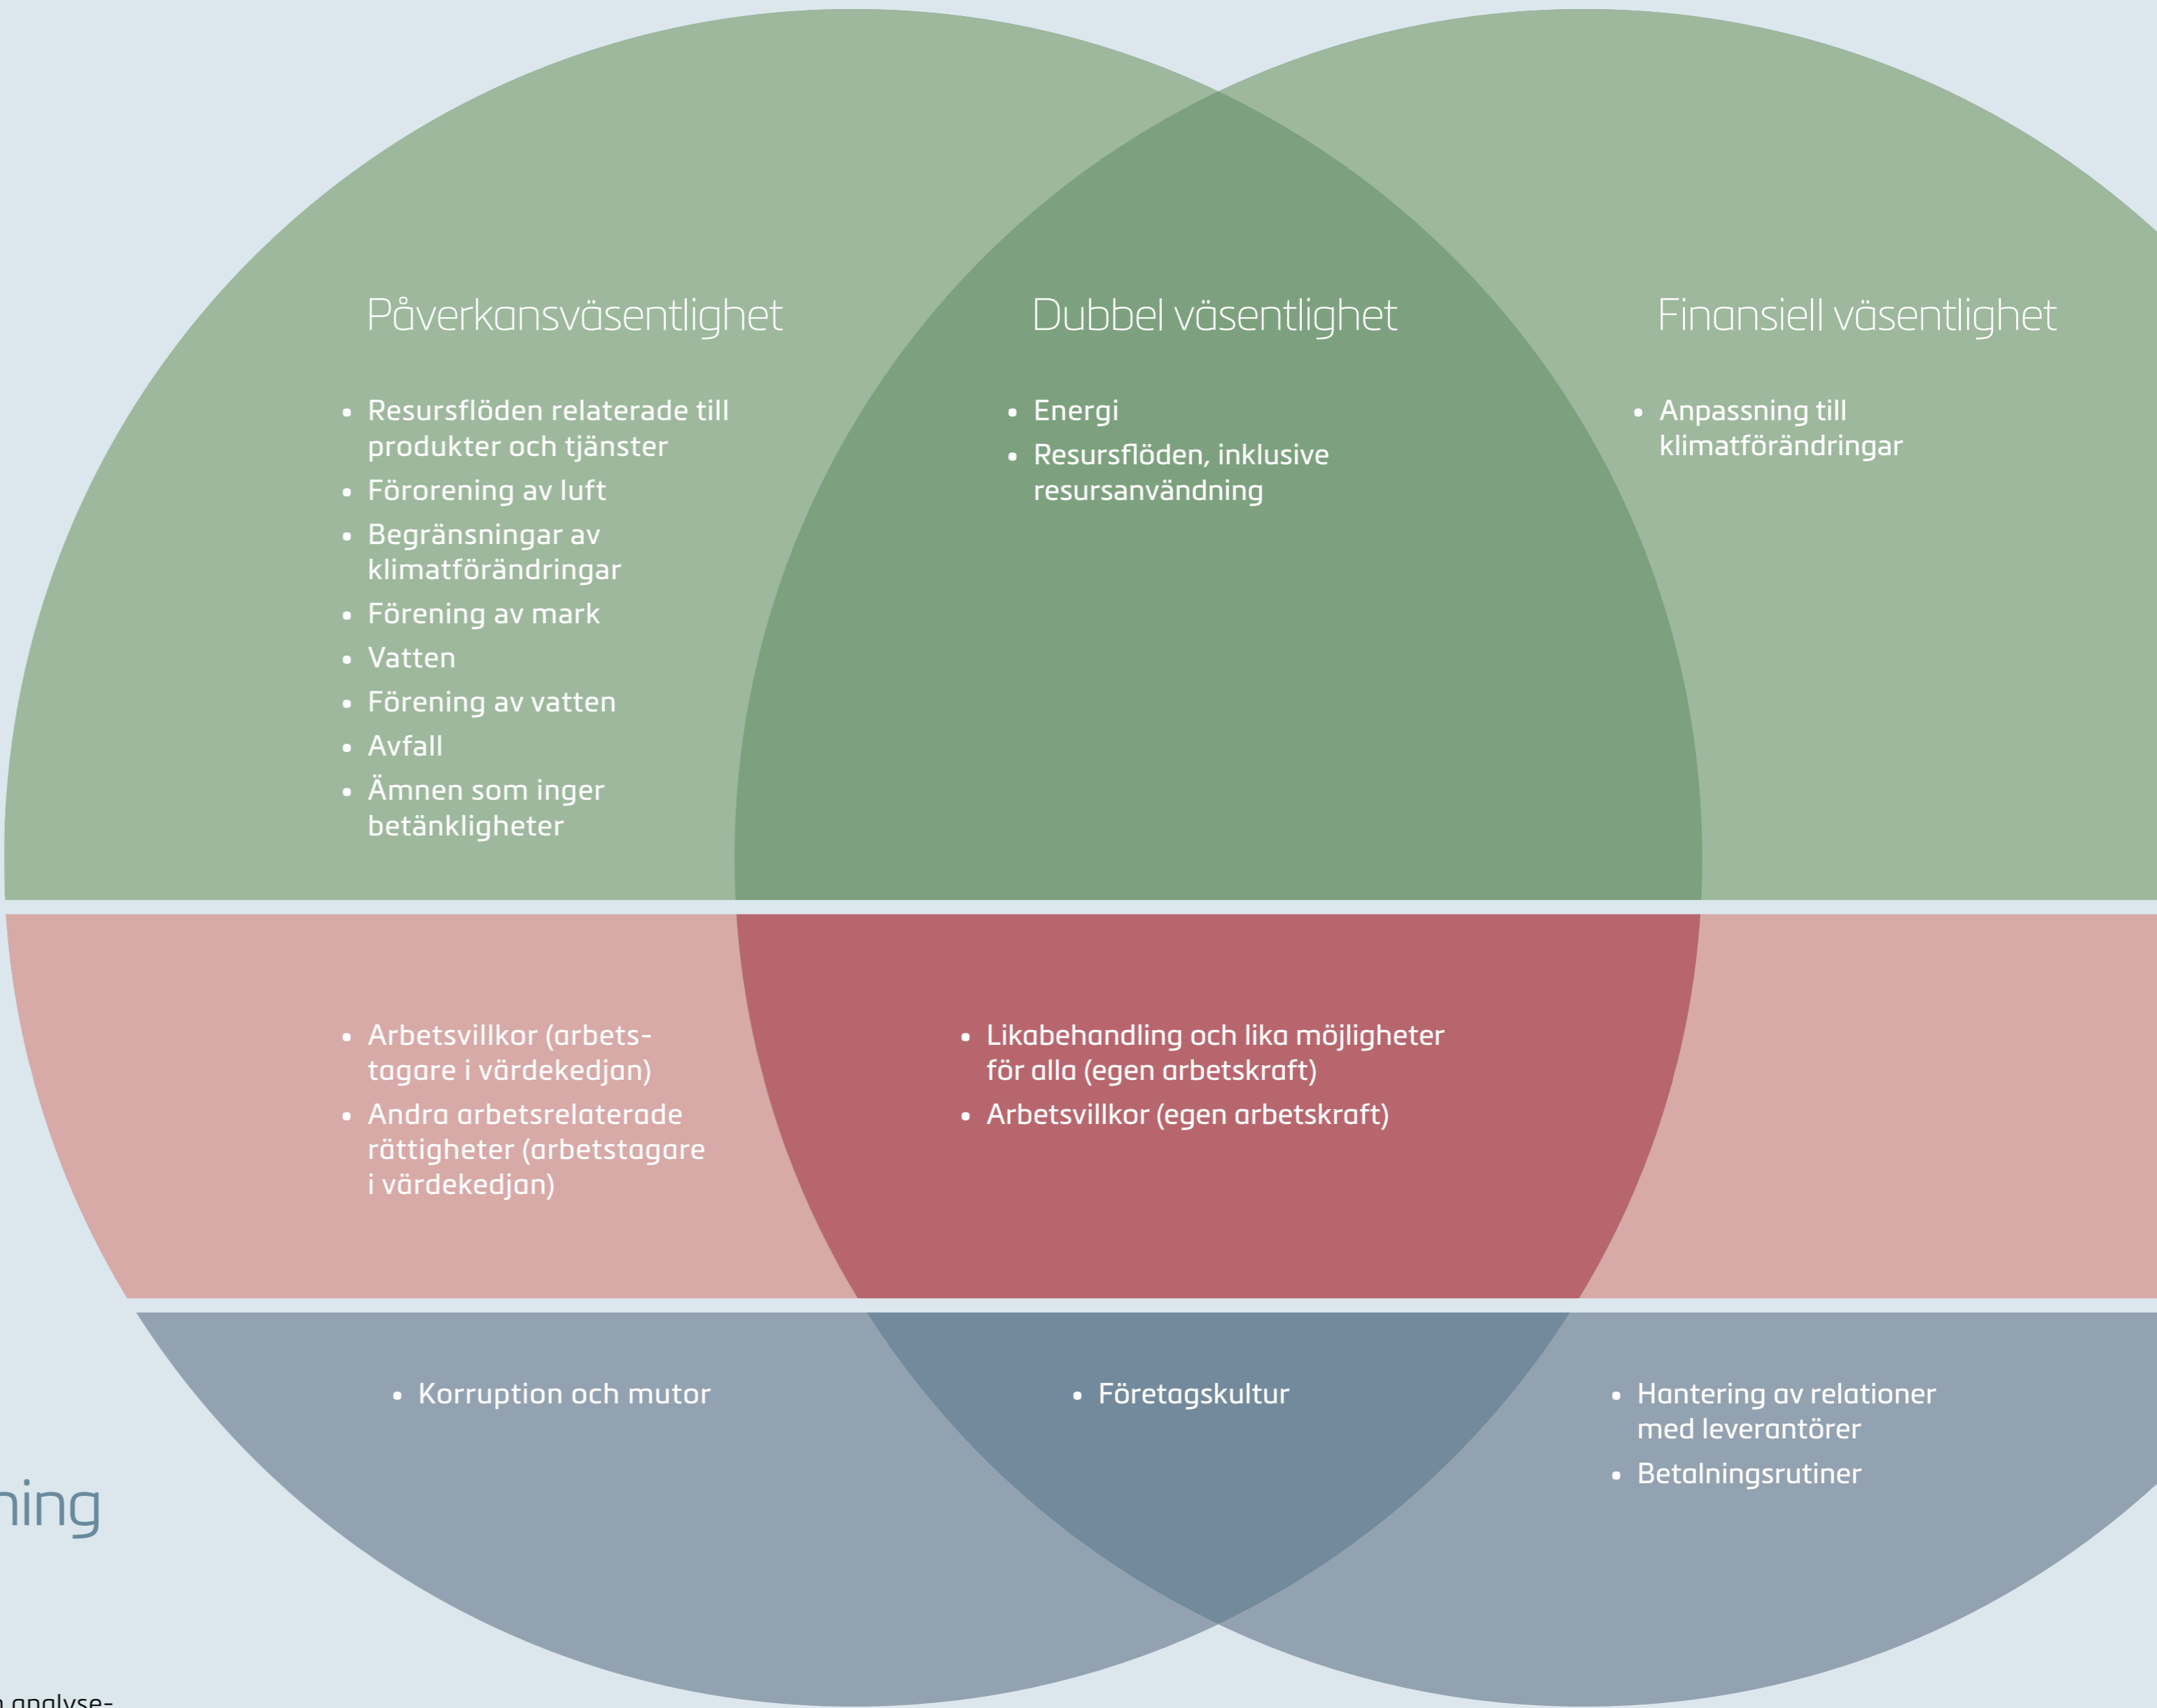 Påverkansväsentlighet
• Resursflöden relaterade till
produkter och tjänster
• Förorening av luft
• Begränsningar av
klimatförändringar
• Förening av mark
• Vatten
• Förening av vatten
• Avfall
• Ämnen som inger
betänkligheter
Dubbel väsentlighet
• Energi
• Resursflöden, inklusive
resursanvändning
Finansiell väsentlighet
• Anpassning till
klimatförändringar
• Arbetsvillkor (arbets-
tagare i värdekedjan)
• Andra arbetsrelaterade
rättigheter (arbetstagare
i värdekedjan)
• Likabehandling och lika möjligheter
för alla (egen arbetskraft)
• Arbetsvillkor (egen arbetskraft)
• Korruption och mutor
• Företagskultur
• Hantering av relationer
med leverantörer
• Betalningsrutiner
ning
analyse-